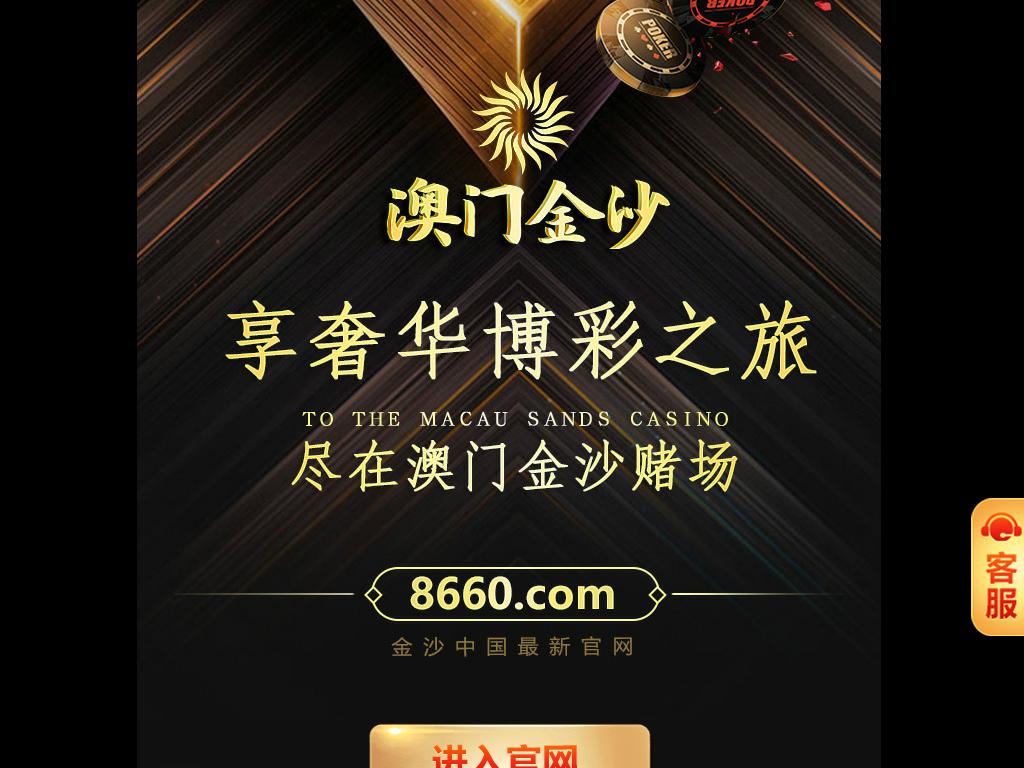 POKER
POKER
澳门金沙
享奢华博彩之旅
TO THE MACAU SANDS CASINO
尽在澳门金沙赌场
8660.com
金沙中国最新官网
客服
进入官网